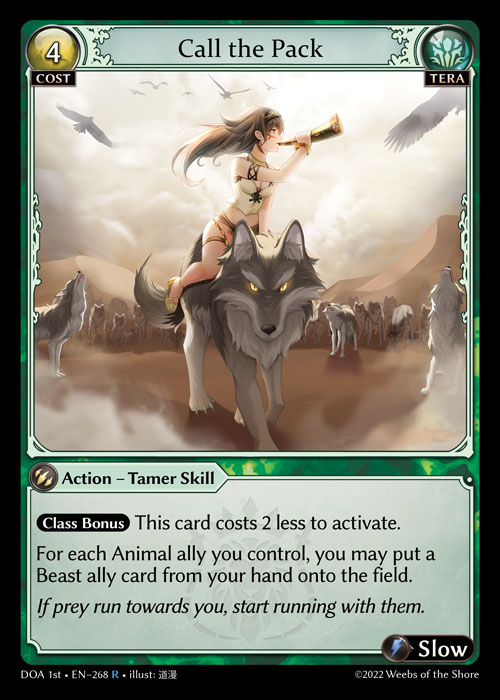 4
COST
Call the Pack
TERA
Action – Tamer Skill
Class Bonus This card costs 2 less to activate.
For each Animal ally you control, you may put a
Beast ally card from your hand onto the field.
If prey run towards you, start running with them.
Slow
DOA 1st • EN–268 R • illust: 道漫
©2022 Weebs of the Shore